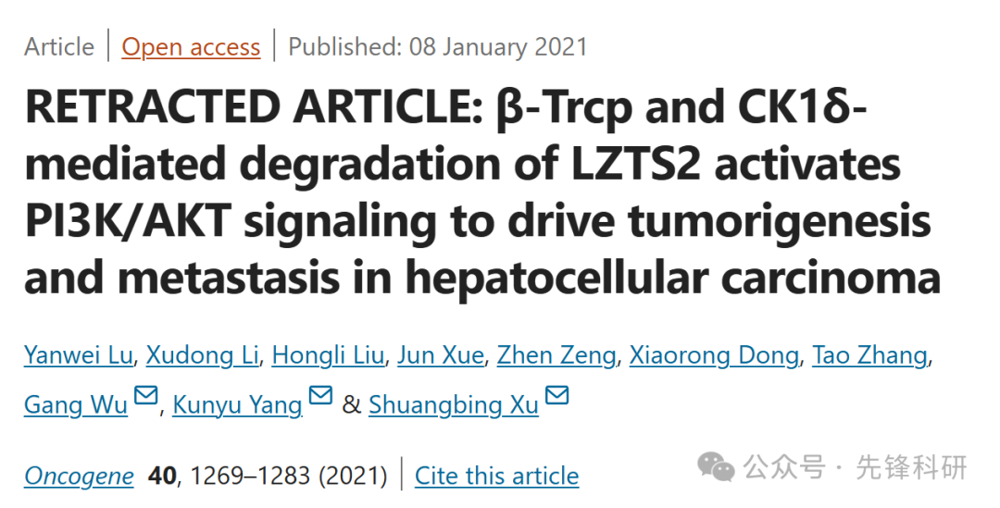 Article | Open access | Published: 08 January 2021
RETRACTED ARTICLE: β-Trcp and CK1δ-
mediated degradation of LZTS2 activates
PI3K/AKT signaling to drive tumorigenesis
and metastasis in hepatocellular carcinoma
Yanwei Lu, Xudong Li, Hongli Liu, Jun Xue, Zhen Zeng, Xiaorong Dong, Tao Zhang,
Gang Wu, Kunyu Yang & Shuangbing Xu
Oncogene 40, 1269–1283 (2021) | Cite this article
公众号 · 先锋科研